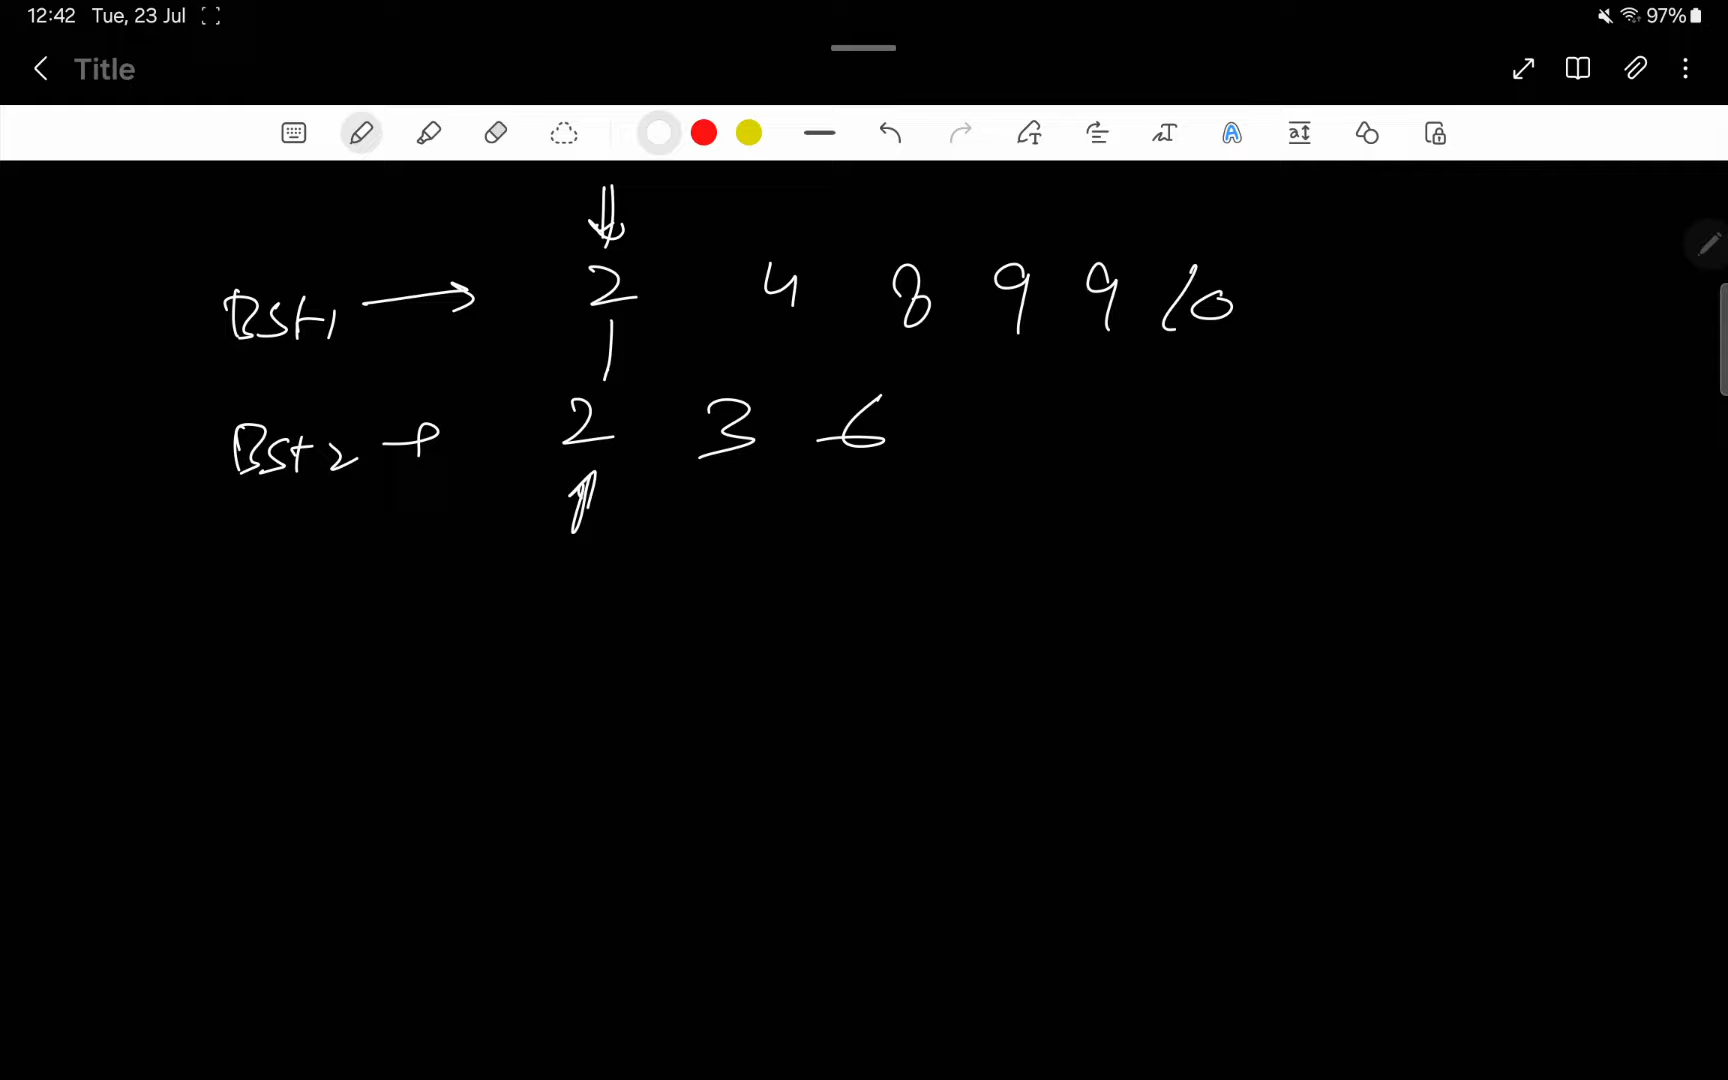 12:42 Tue, 23 Jul 97%
Title
BSt1 → 2 4 8 9 9 10
BSt2 → 2 3 6